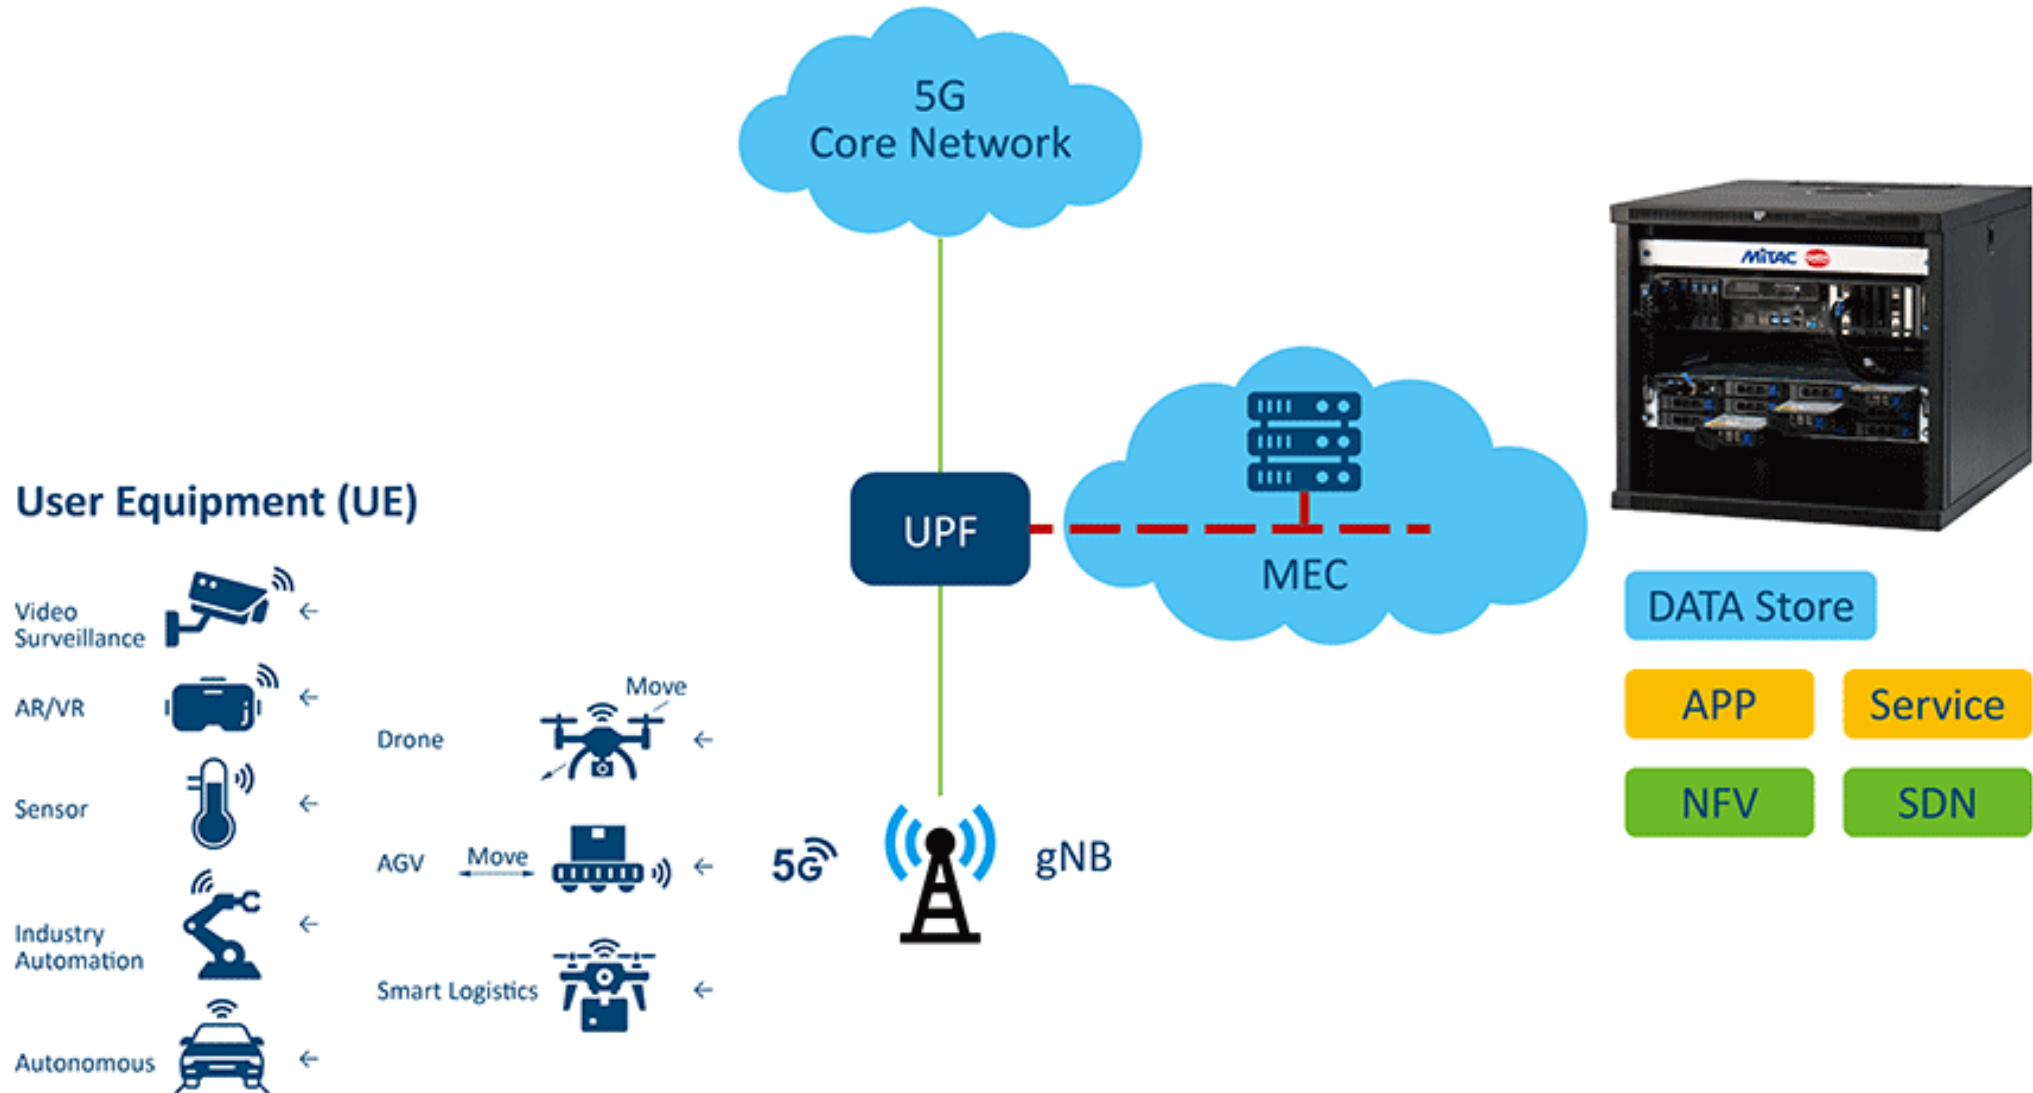 5G
Core Network
MiTAC
User Equipment (UE)
UPF
MEC
DATA Store
APP
Service
NFV
SDN
Video
Surveillance
AR/VR
Sensor
Industry
Automation
Autonomous
Drone
Move
AGV
Move
Smart Logistics
5G
gNB